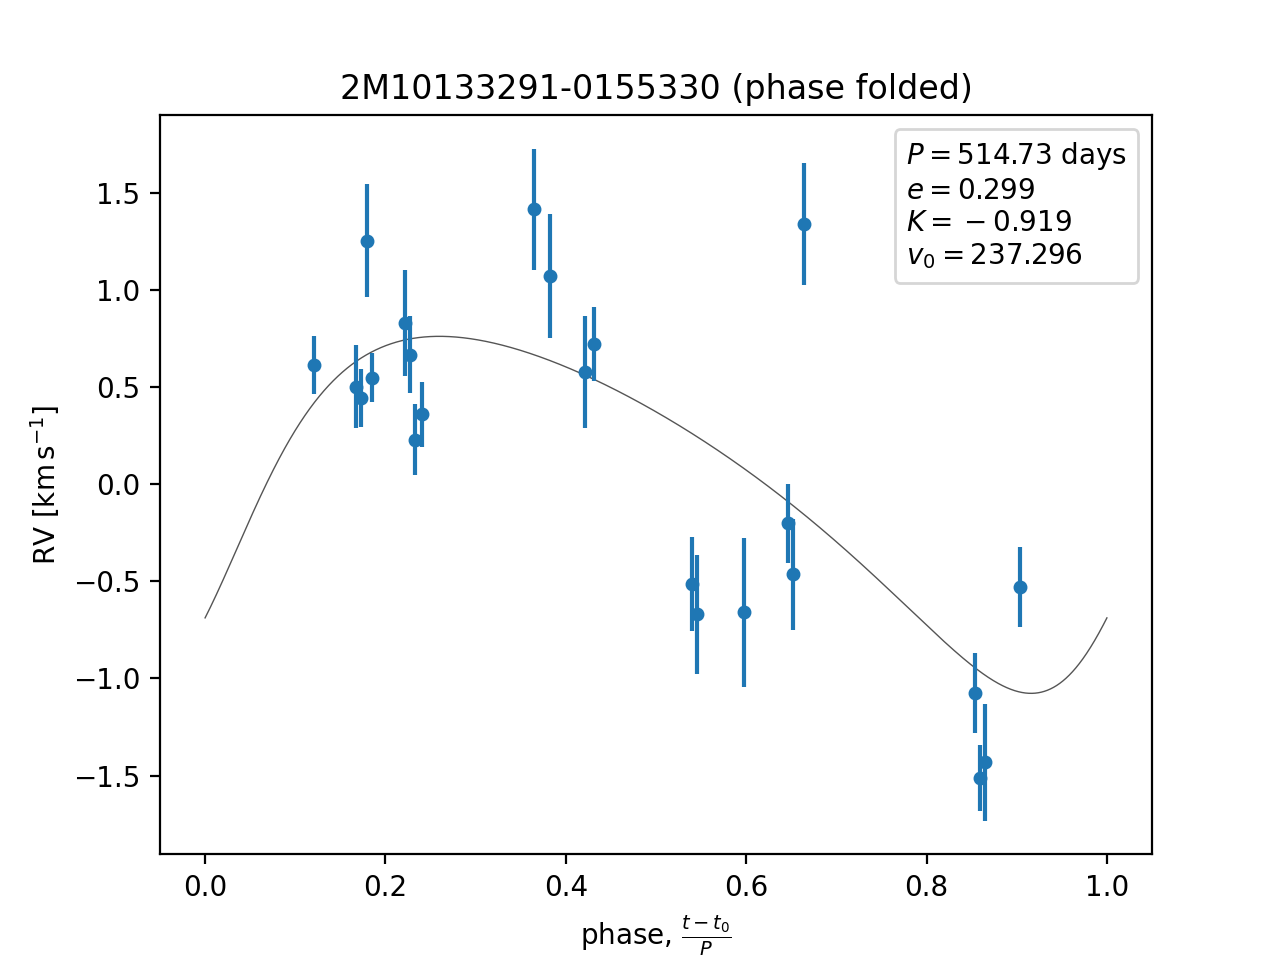 2M10133291-0155330 (phase folded)
P = 514.73 days
e = 0.299
K = −0.919
v₀ = 237.296
RV [km s⁻¹]
1.5
1.0
0.5
0.0
−0.5
−1.0
−1.5
0.0 0.2 0.4 0.6 0.8 1.0
phase, (t − t₀)/P